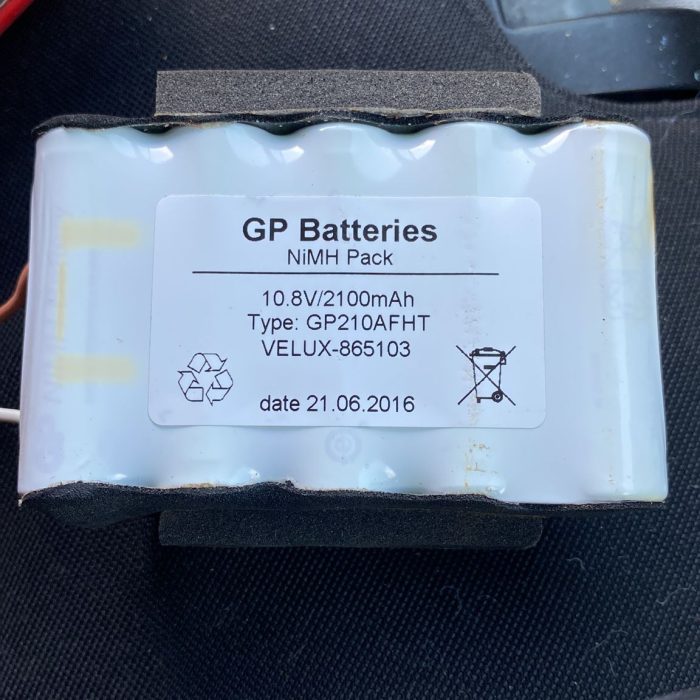 GP Batteries
NiMH Pack
10.8V/2100mAh
Type: GP210AFHT
VELUX-865103
date 21.06.2016